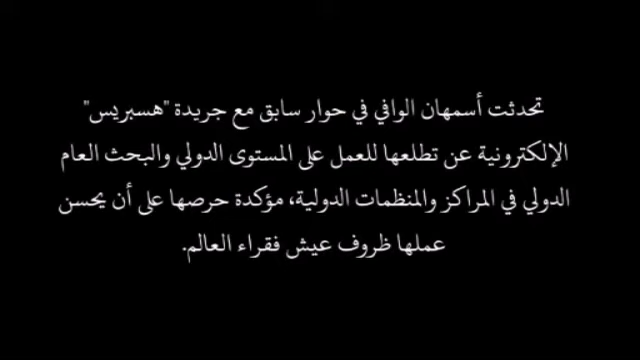 تحدثت أسمهان الوافي في حوار سابق مع جريدة "هسبريس"
الإلكترونية عن تطلعها للعمل على المستوى الدولي والبحث العام
الدولي في المراكز والمنظمات الدولية، مؤكدة حرصها على أن يحسن
عملها ظروف عيش فقراء العالم.